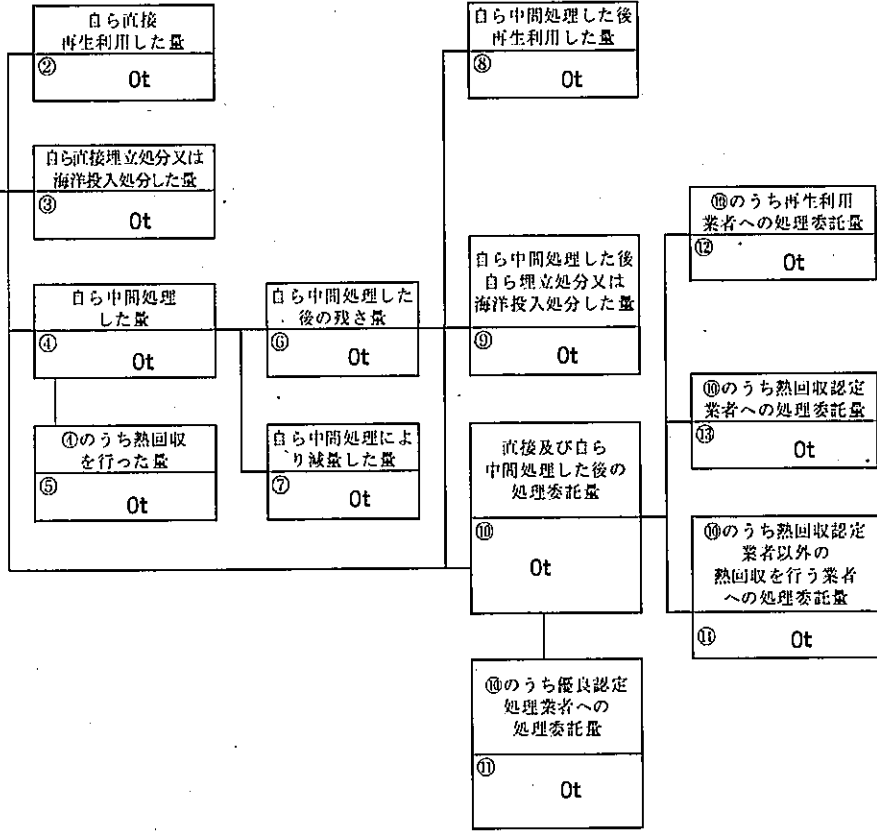 自ら直接
再生利用した量
②
0t
自ら中間処理した後
再生利用した量
⑧
0t
自ら直接埋立処分又は
海洋投入処分した量
③
0t
⑩のうち再生利用
業者への処理委託量
⑫
0t
自ら中間処理
した量
④
0t
自ら中間処理した
後の残さ量
⑥
0t
自ら中間処理した後
自ら埋立処分又は
海洋投入処分した量
⑨
0t
④のうち熱回収
を行った量
⑤
0t
自ら中間処理によ
り減量した量
⑦
0t
直接及び自ら
中間処理した後の
処理委託量
⑩
0t
⑩のうち熱回収認定
業者への処理委託量
⑬
0t
⑩のうち熱回収認定
業者以外の
熱回収を行う業者
への処理委託量
⑭
0t
⑩のうち優良認定
処理業者への
処理委託量
⑪
0t